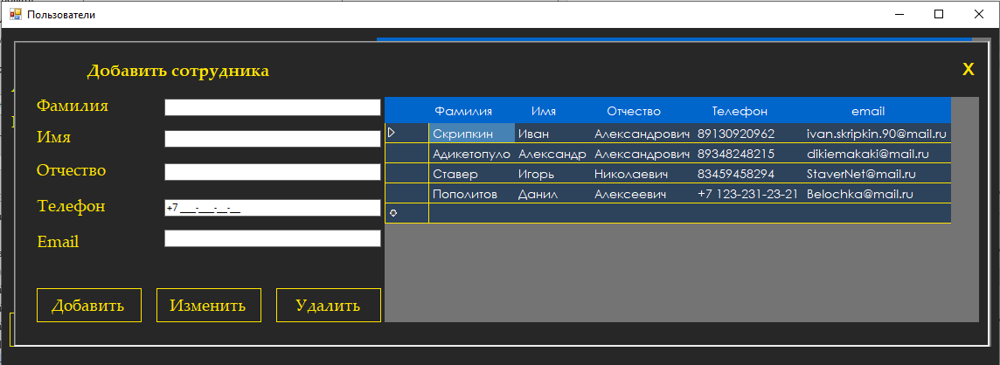 Пользователи
Добавить сотрудника
X
Фамилия
Имя
Отчество
Телефон
+7 ___-___-__-__
Email
Добавить Изменить Удалить
Фамилия Имя Отчество Телефон email
Скрипкин Иван Александрович 89130920962 ivan.skripkin.90@mail.ru
Адикетопуло Александр Александрович 89348248215 dikiemakaki@mail.ru
Ставер Игорь Николаевич 83459458294 StaverNet@mail.ru
Пополитов Данил Алексеевич +7 123-231-23-21 Belochka@mail.ru